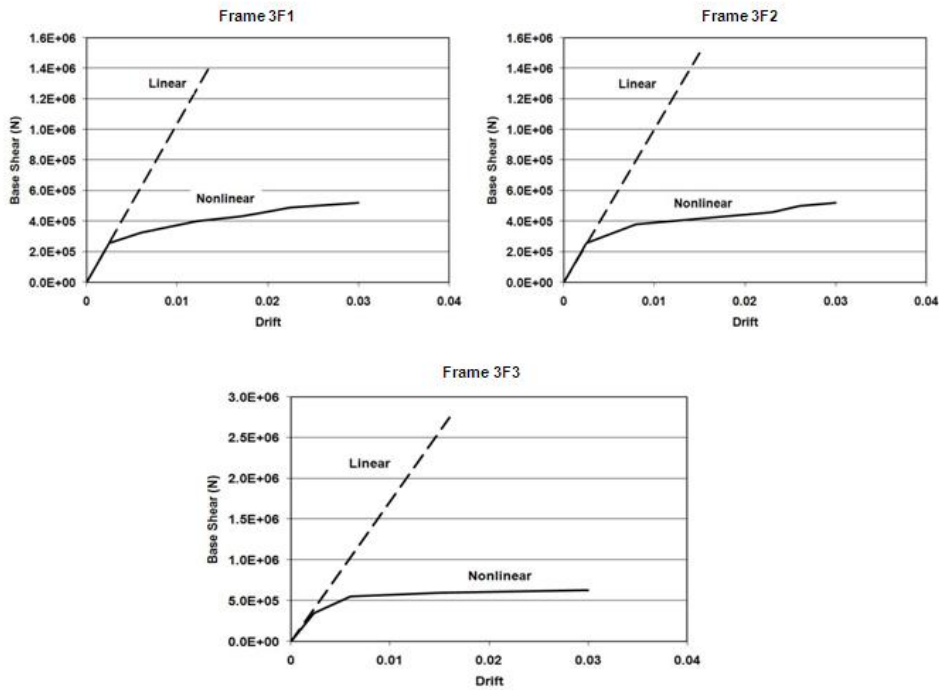 Frame 3F1
1.6E+06
1.4E+06
1.2E+06
1.0E+06
8.0E+05
6.0E+05
4.0E+05
2.0E+05
0.0E+00
Base Shear (N)
Linear
Nonlinear
0 0.01 0.02 0.03 0.04
Drift
Frame 3F2
1.6E+06
1.4E+06
1.2E+06
1.0E+06
8.0E+05
6.0E+05
4.0E+05
2.0E+05
0.0E+00
Base Shear (N)
Linear
Nonlinear
0 0.01 0.02 0.03 0.04
Drift
Frame 3F3
3.0E+06
2.5E+06
2.0E+06
1.5E+06
1.0E+06
5.0E+05
0.0E+00
Base Shear (N)
Linear
Nonlinear
0 0.01 0.02 0.03 0.04
Drift